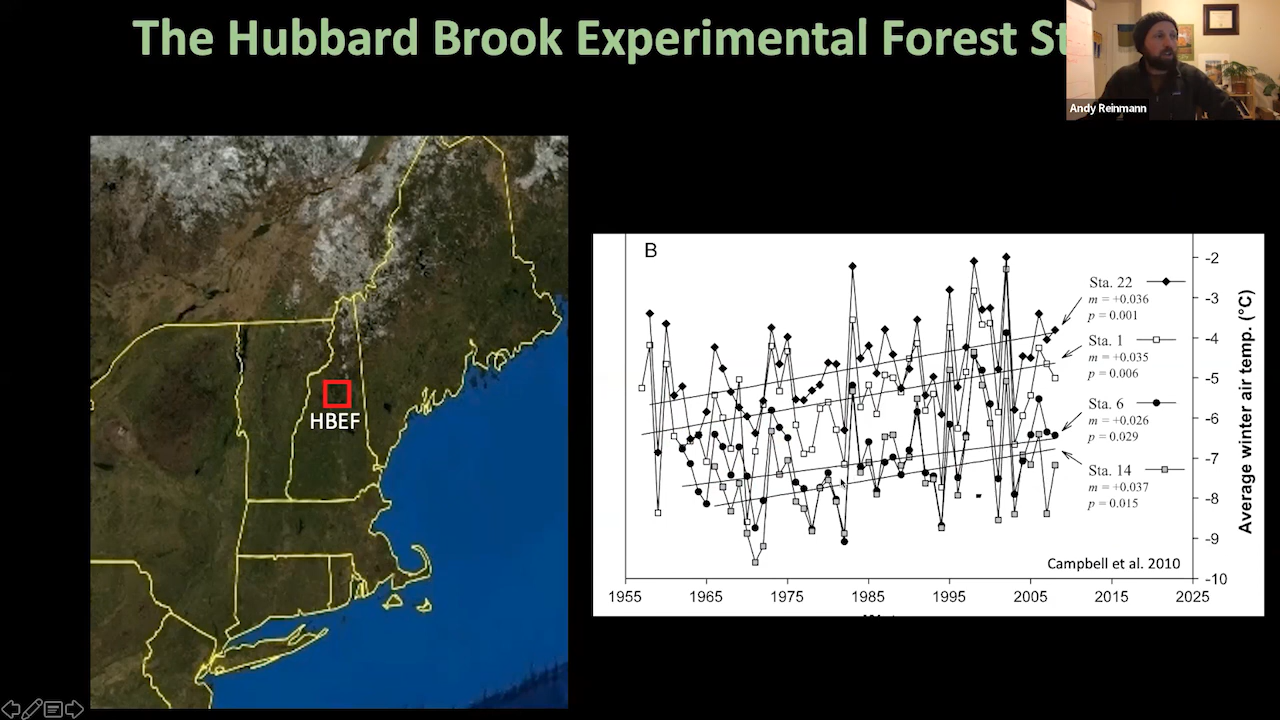 The Hubbard Brook Experimental Forest
Andy Reinmann
HBEF
B
Sta. 22
m = +0.036
p = 0.001
Sta. 1
m = +0.035
p = 0.006
Sta. 6
m = +0.026
p = 0.029
Sta. 14
m = +0.037
p = 0.015
Campbell et al. 2010
-2
-3
-4
-5
-6
-7
-8
-9
-10
Average winter air temp. (°C)
1955 1965 1975 1985 1995 2005 2015 2025